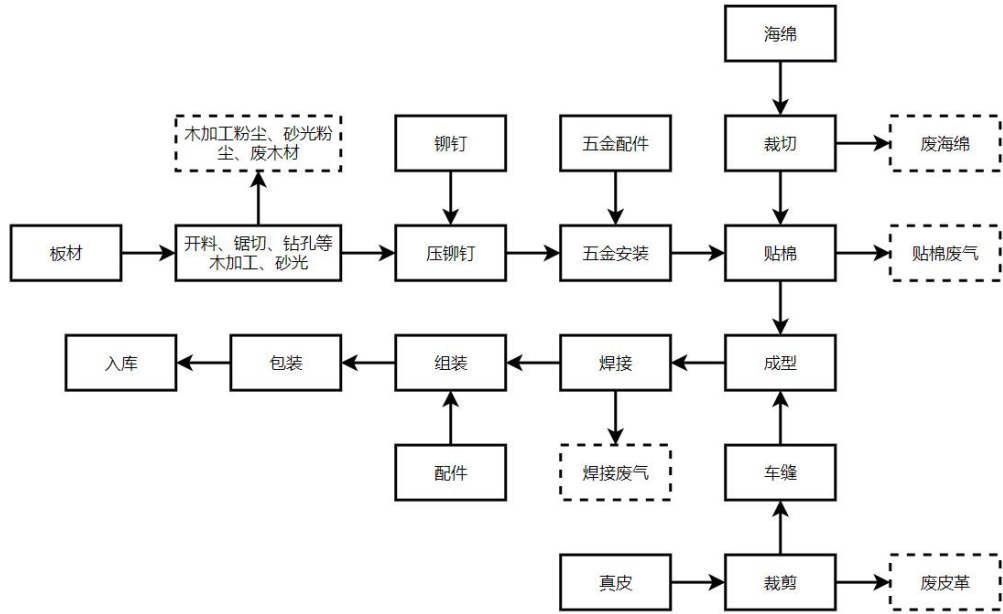 海绵
木加工粉尘、砂光粉
尘、废木材
铆钉
五金配件
裁切
废海绵
板材
开料、锯切、钻孔等
木加工、砂光
压铆钉
五金安装
贴棉
贴棉废气
入库
包装
组装
焊接
成型
配件
焊接废气
车缝
真皮
裁剪
废皮革